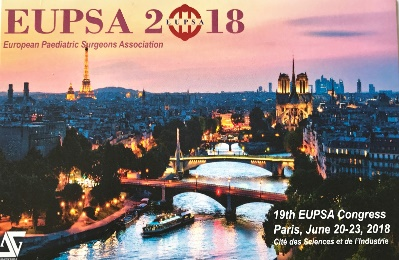 EUPSA 2018
EUPSA
European Paediatric Surgeons Association
19th EUPSA Congress
Paris, June 20-23, 2018
Cité des Sciences et de l'Industrie